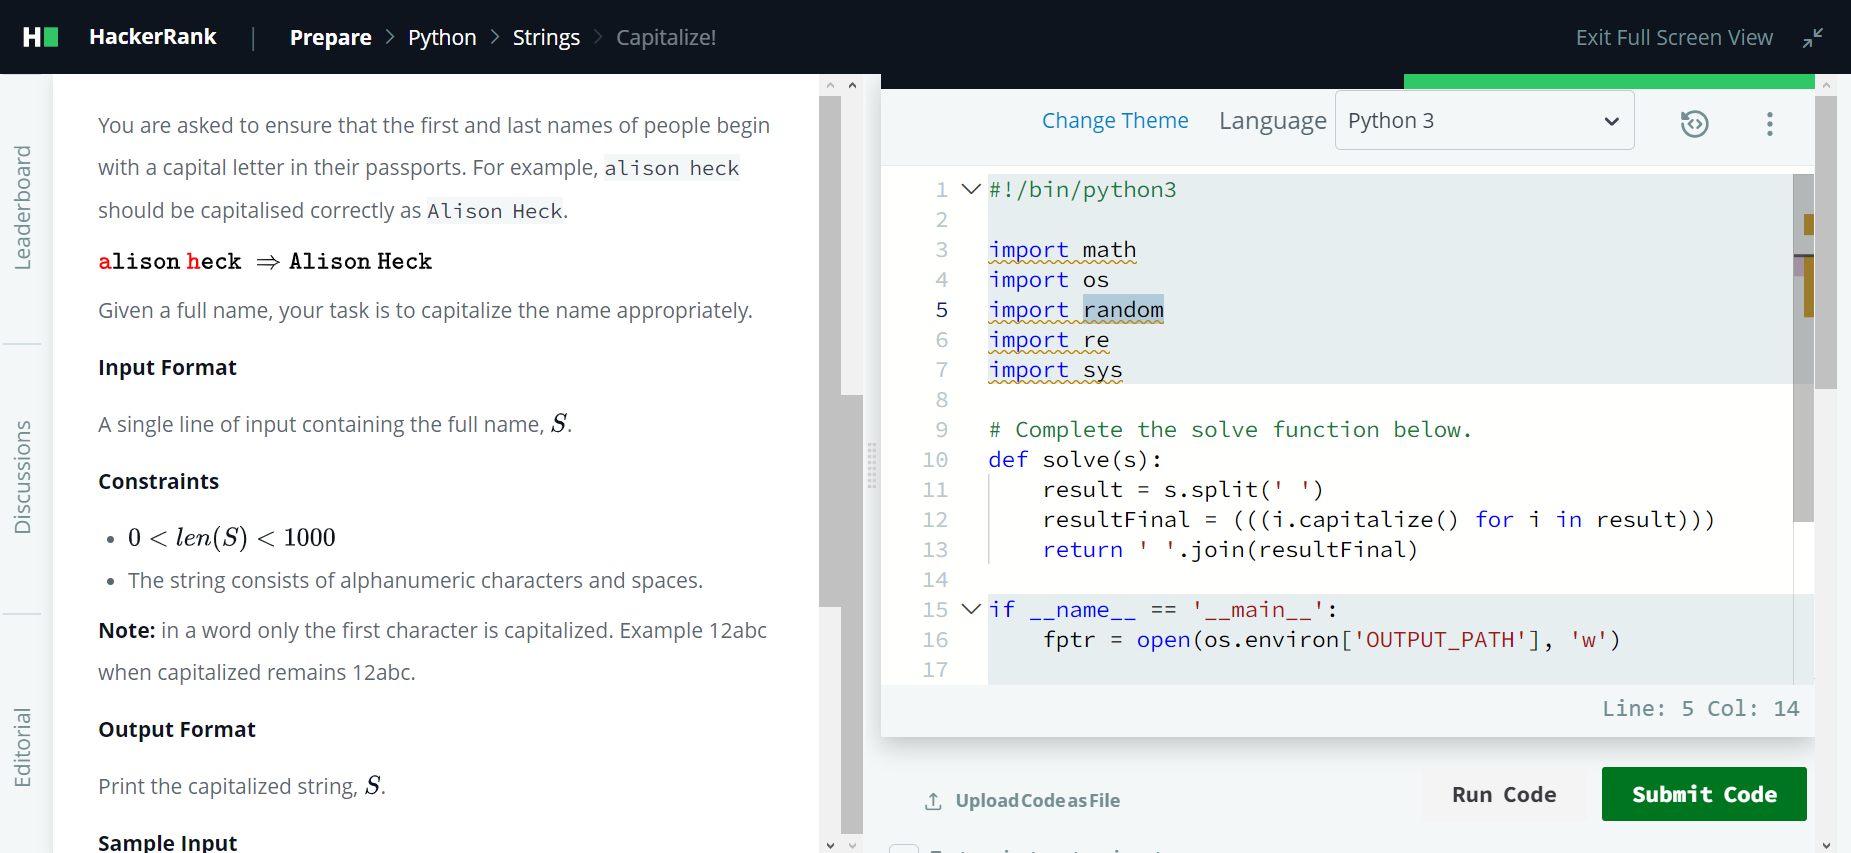 H HackerRank | Prepare > Python > Strings > Capitalize! Exit Full Screen View
Leaderboard
Discussions
Editorial
You are asked to ensure that the first and last names of people begin
with a capital letter in their passports. For example, alison heck
should be capitalised correctly as Alison Heck.
alison heck ⇒ Alison Heck
Given a full name, your task is to capitalize the name appropriately.
Input Format
A single line of input containing the full name, S.
Constraints
• 0 < len(S) < 1000
• The string consists of alphanumeric characters and spaces.
Note: in a word only the first character is capitalized. Example 12abc
when capitalized remains 12abc.
Output Format
Print the capitalized string, S.
Sample Input
Change Theme Language Python 3
1 #!/bin/python3
2
3 import math
4 import os
5 import random
6 import re
7 import sys
8
9 # Complete the solve function below.
10 def solve(s):
11     result = s.split(' ')
12     resultFinal = (((i.capitalize() for i in result)))
13     return ' '.join(resultFinal)
14
15 if __name__ == '__main__':
16     fptr = open(os.environ['OUTPUT_PATH'], 'w')
17
Line: 5 Col: 14
Upload Code as File Run Code Submit Code